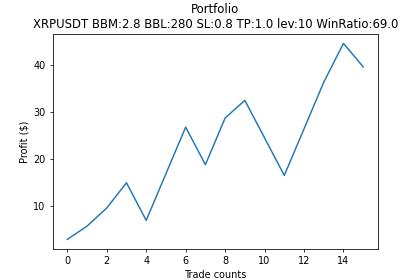 Portfolio
XRPUSDT BBM:2.8 BBL:280 SL:0.8 TP:1.0 lev:10 WinRatio:69.0
40
30
20
10
Profit ($)
0 2 4 6 8 10 12 14
Trade counts